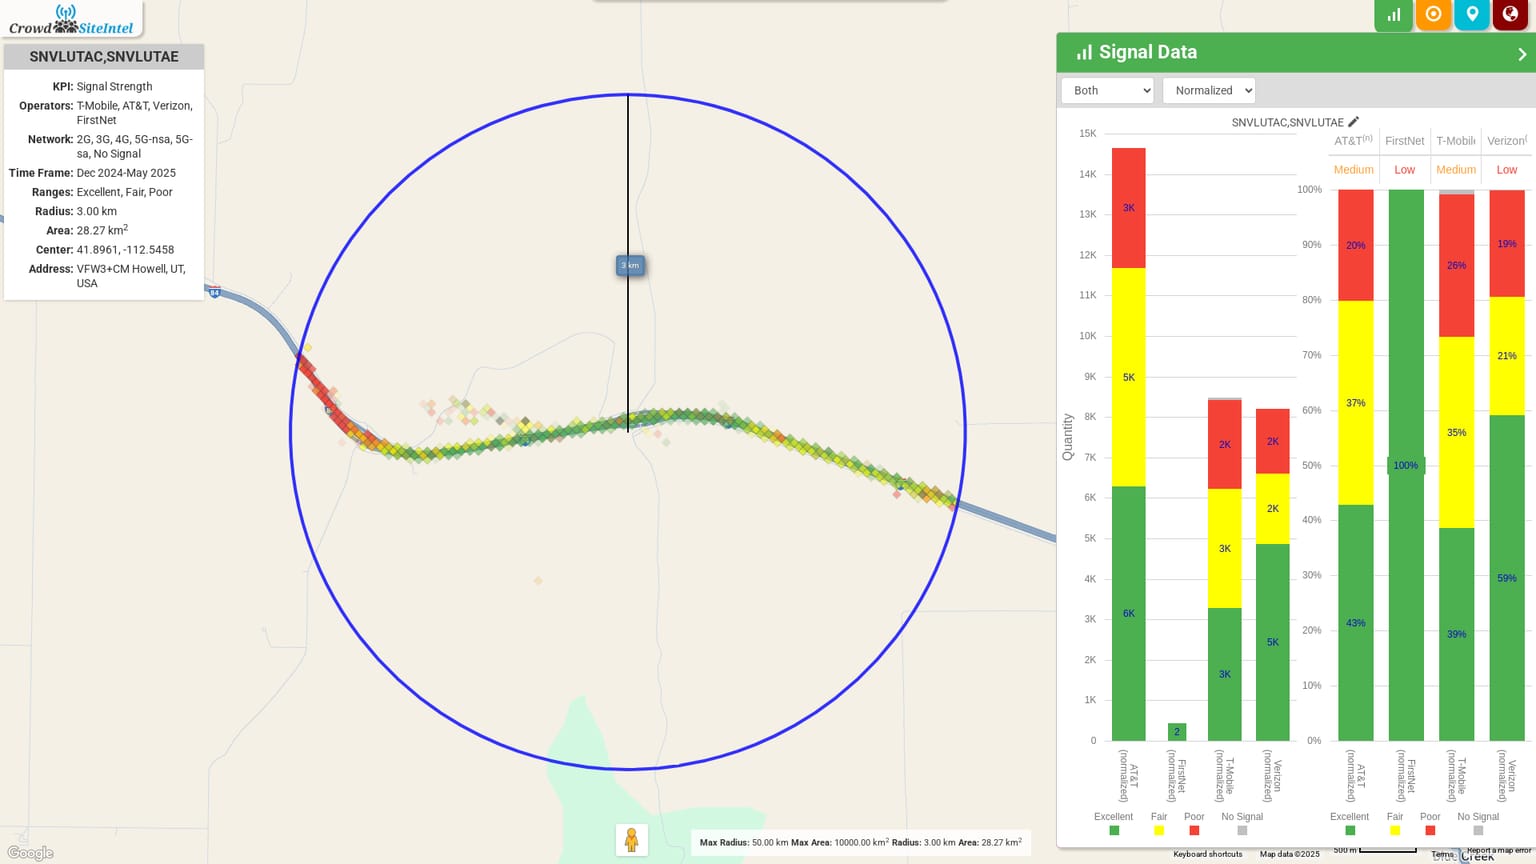 Crowd SiteIntel
SNVLUTAC,SNVLUTAE
KPI: Signal Strength
Operators: T-Mobile, AT&T, Verizon,
FirstNet
Network: 2G, 3G, 4G, 5G-nsa, 5G-
sa, No Signal
Time Frame: Dec 2024-May 2025
Ranges: Excellent, Fair, Poor
Radius: 3.00 km
Area: 28.27 km2
Center: 41.8961, -112.5458
Address: VFW3+CM Howell, UT,
USA
84
3 km
Google
Max Radius: 50.00 km Max Area: 10000.00 km2 Radius: 3.00 km Area: 28.27 km2
Signal Data
Both
Normalized
SNVLUTAC,SNVLUTAE
Quantity
15K
14K
13K
12K
11K
10K
9K
8K
7K
6K
5K
4K
3K
2K
1K
0
3K
5K
6K
2
2K
3K
3K
2K
2K
5K
AT&T (normalized)
FirstNet (normalized)
T-Mobile (normalized)
Verizon (normalized)
Excellent
Fair
Poor
No Signal
AT&T(n) FirstNet T-Mobile Verizon(
Medium Low Medium Low
100%
90%
80%
70%
60%
50%
40%
30%
20%
10%
0%
20%
37%
43%
100%
26%
35%
39%
19%
21%
59%
AT&T (normalized)
FirstNet (normalized)
T-Mobile (normalized)
Verizon (normalized)
Excellent
Fair
Poor
No Signal
Keyboard shortcuts
Map data ©2025
500 m
Terms
Report a map error
Creek